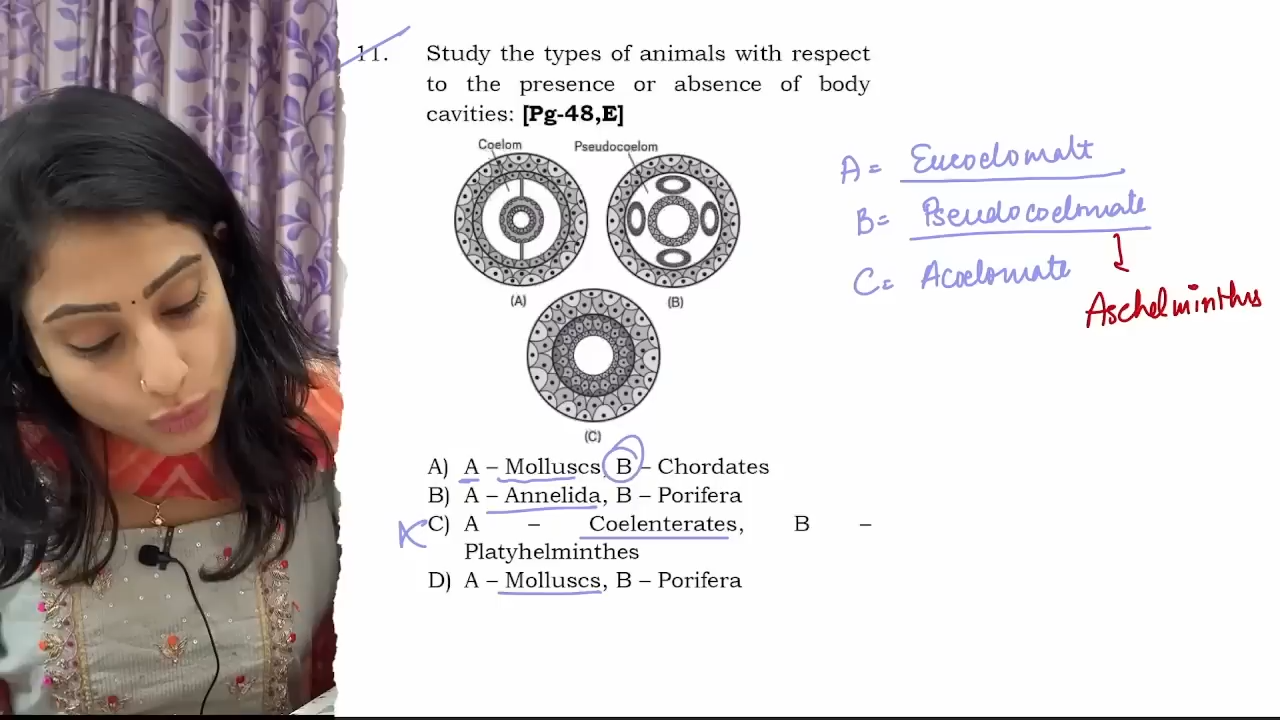 11. Study the types of animals with respect
to the presence or absence of body
cavities: [Pg-48,E]
Coelom Pseudocoelom
(A) (B)
(C)
A) A – Molluscs, B – Chordates
B) A – Annelida, B – Porifera
C) A – Coelenterates, B –
Platyhelminthes
D) A – Molluscs, B – Porifera
A = Eucoelomate
B = Pseudocoelomate
C = Acoelomate
Aschelminths